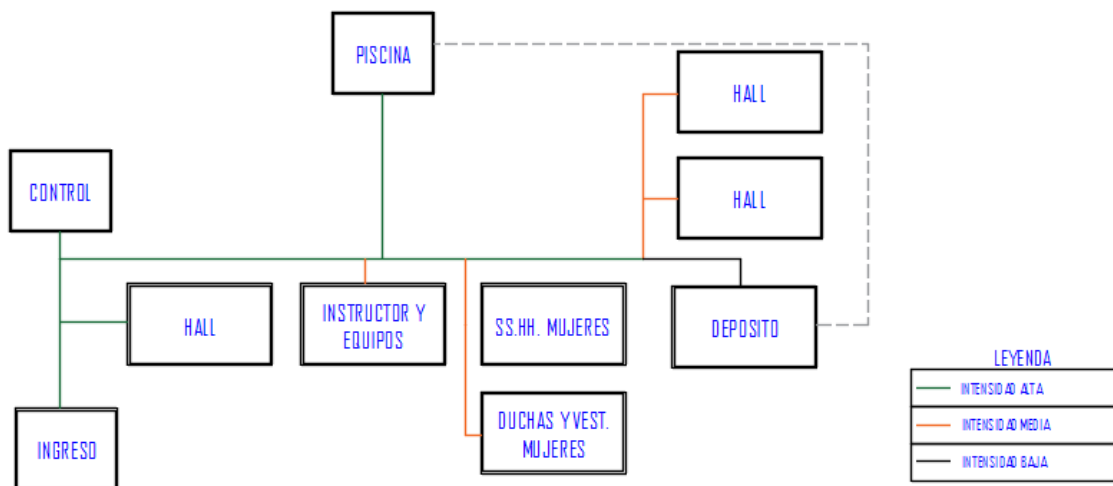 PISCINA
HALL
CONTROL
HALL
HALL
INSTRUCTOR Y
EQUIPOS
SS.HH. MUJERES
DEPOSITO
DUCHAS Y VEST.
MUJERES
INGRESO
LEYENDA
INTENSIDAD ALTA
INTENSIDAD MEDIA
INTENSIDAD BAJA